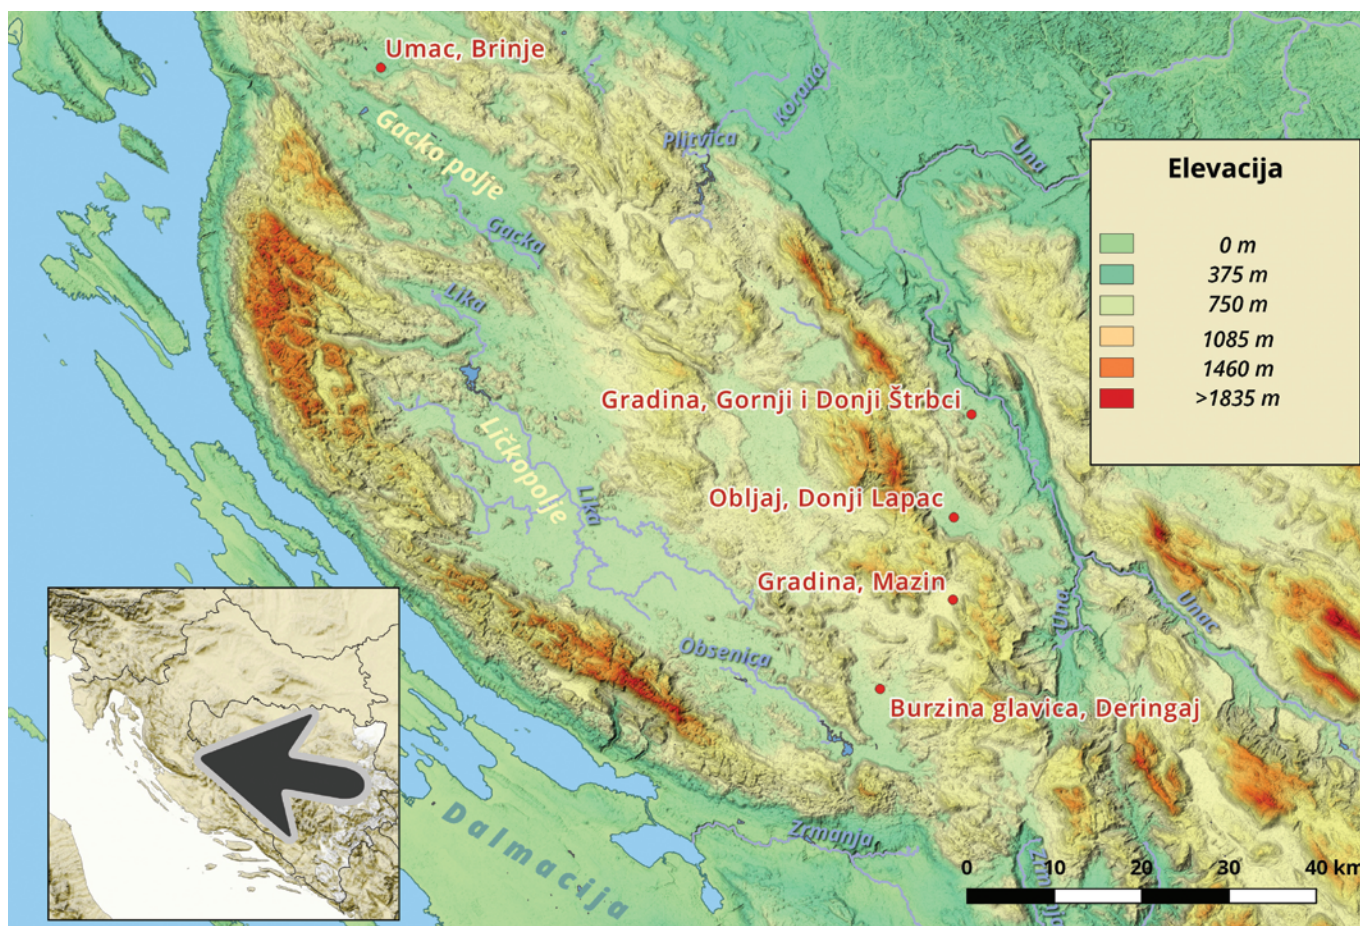 Umac, Brinje
Gacko polje
Plitvica
Korana
Una
Gacka
Lika
Elevacija
0 m
375 m
750 m
1085 m
1460 m
>1835 m
Gradina, Gornji i Donji Štrbci
Ličkopolje
Lika
Obljaj, Donji Lapac
Gradina, Mazin
Una
Unac
Obsenica
Burzina glavica, Deringaj
Dalmacija
Zrmanja
0 10 20 30 40 km